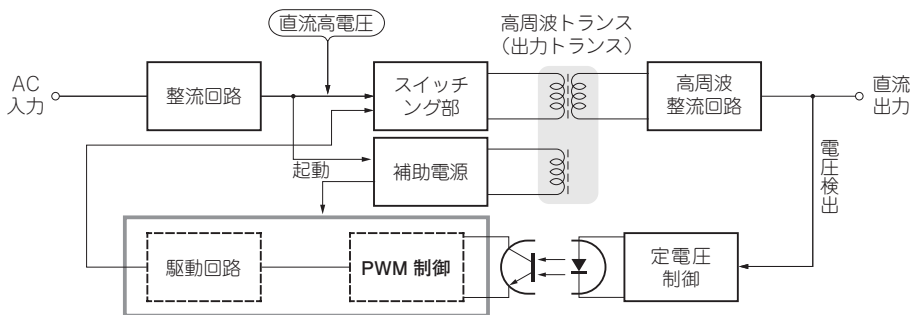 直流高電圧
高周波トランス
(出力トランス)
AC
入力
整流回路
スイッチ
ング部
高周波
整流回路
直流
出力
起動
補助電源
電圧検出
駆動回路
PWM 制御
定電圧
制御